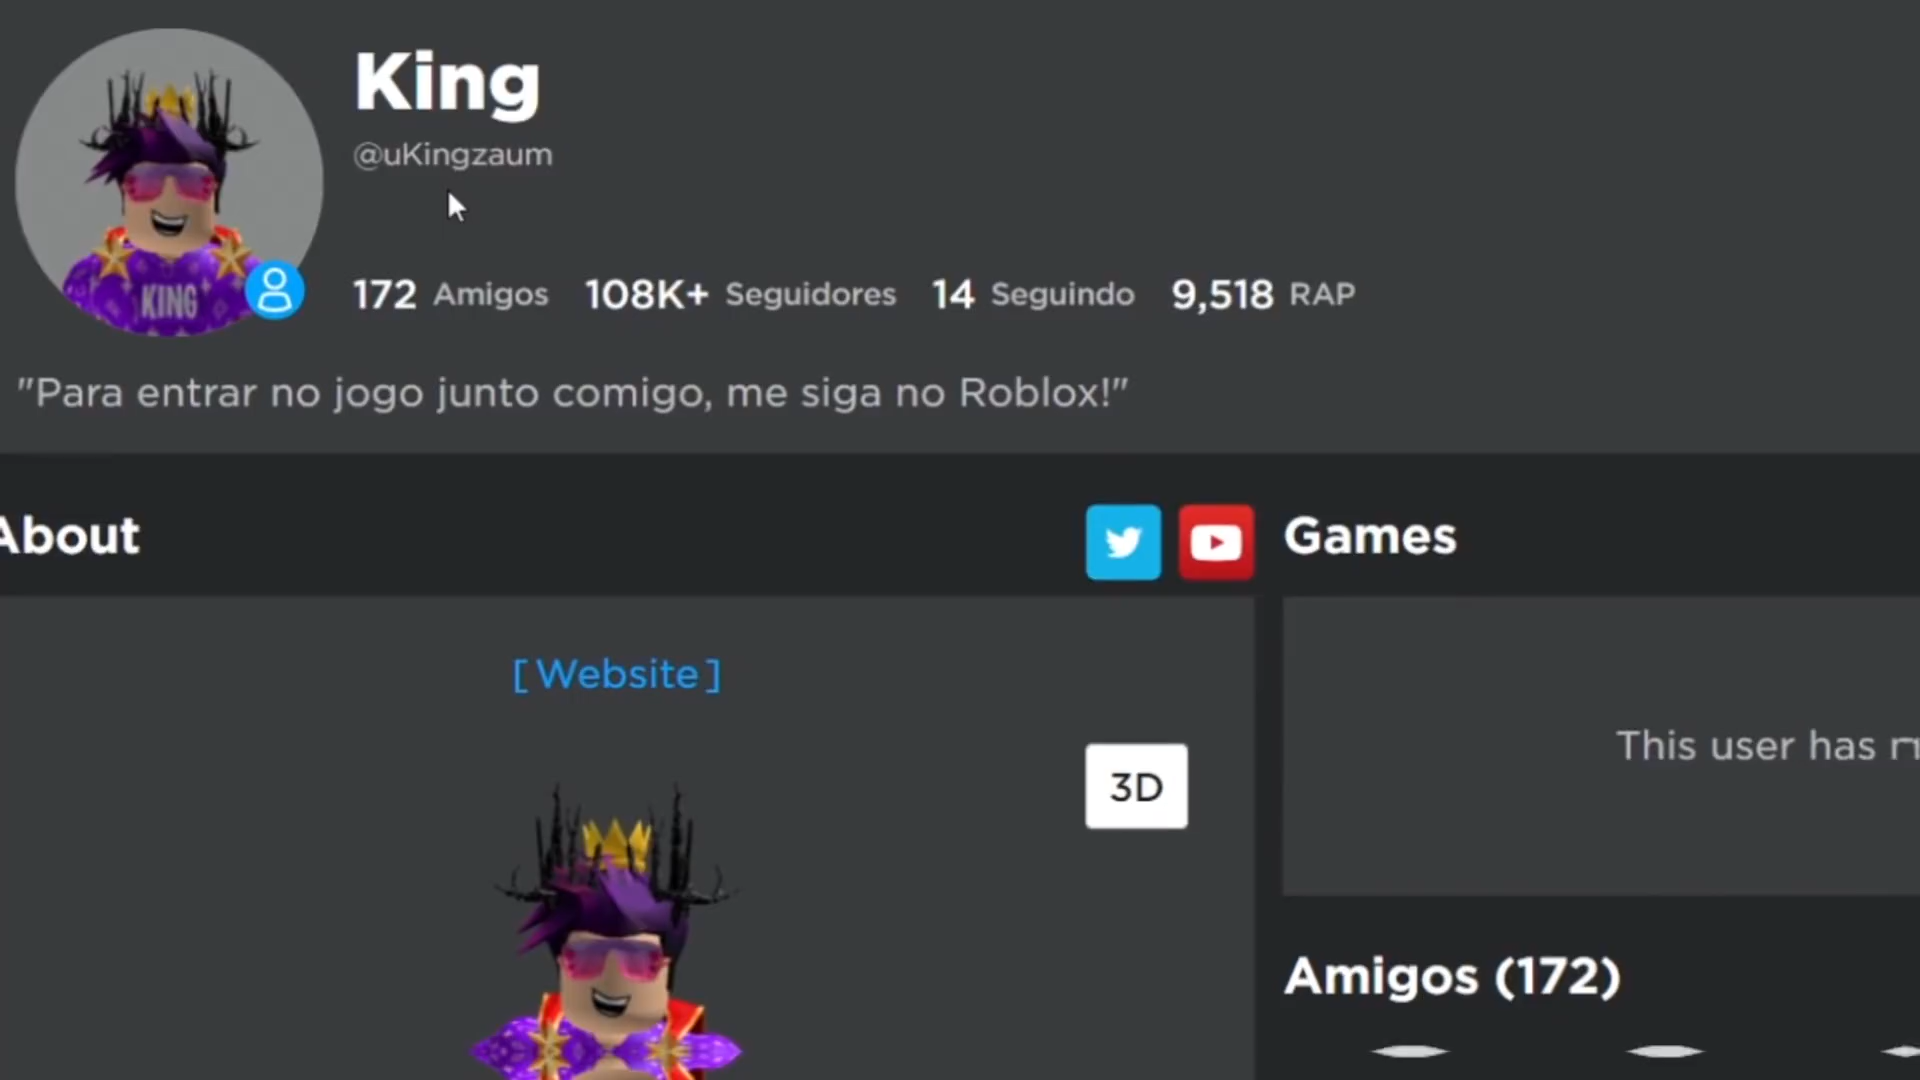 King
@uKingzaum
172 Amigos 108K+ Seguidores 14 Seguindo 9,518 RAP
"Para entrar no jogo junto comigo, me siga no Roblox!"
About
Games
[Website]
This user has
3D
Amigos (172)
KING